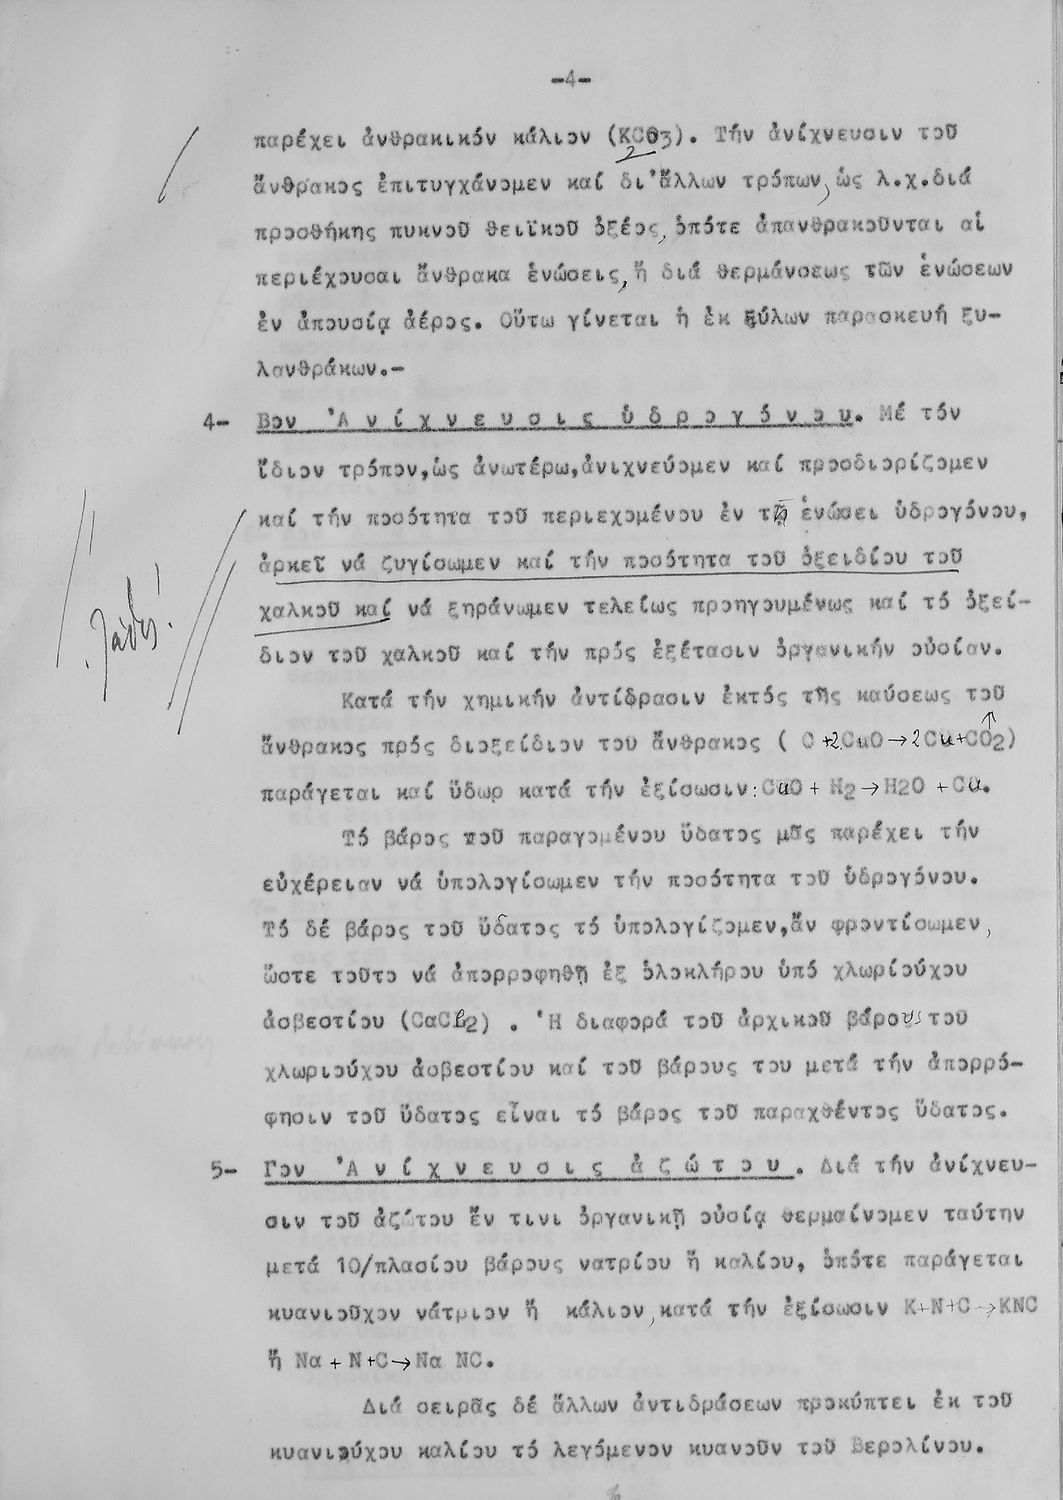 -4-
παρέχει ἀνθρακικόν κάλιον (K2CO3). Τήν ἀνίχνευσιν τοῦ
ἄνθρακος ἐπιτυγχάνομεν καί δι'ἄλλων τρόπων, ὡς λ.χ.διά
προσθήκης πυκνοῦ θειϊκοῦ ὀξέος, ὁπότε ἀπανθρακοῦνται αἱ
περιέχουσαι ἄνθρακα ἑνώσεις, ἤ διά θερμάνσεως τῶν ἑνώσεων
ἐν ἀπουσίᾳ ἀέρος. Οὕτω γίνεται ἡ ἐκ ξύλων παρασκευή ξυ-
λανθράκων.-
4- Βον 'Α ν ί χ ν ε υ σ ι ς ὑ δ ρ ο γ ό ν ο υ. Μέ τόν
ἴδιον τρόπον,ὡς ἀνωτέρω,ἀνιχνεύομεν καί προσδιορίζομεν
καί τήν ποσότητα τοῦ περιεχομένου ἐν τῇ ἑνώσει ὑδρογόνου,
ἀρκεῖ νά ζυγίσωμεν καί τήν ποσότητα τοῦ ὀξειδίου τοῦ
χαλκοῦ καί νά ξηράνωμεν τελείως προηγουμένως καί τό ὀξεί-
διον τοῦ χαλκοῦ καί τήν πρός ἐξέτασιν ὀργανικήν οὐσίαν.
Κατά τήν χημικήν ἀντίδρασιν ἐκτός τῆς καύσεως τοῦ
ἄνθρακος πρός διοξείδιον του ἄνθρακος ( C +2CuO→2Cu+CO2↑)
παράγεται καί ὕδωρ κατά τήν ἐξίσωσιν: CuO + H2→H2O + Cu.
Τό βάρος τοῦ παραγομένου ὕδατος μᾶς παρέχει τήν
εὐχέρειαν νά ὑπολογίσωμεν τήν ποσότητα τοῦ ὑδρογόνου.
Τό δέ βάρος τοῦ ὕδατος τό ὑπολογίζομεν,ἄν φροντίσωμεν,
ὥστε τοῦτο νά ἀπορροφηθῇ ἐξ ὁλοκλήρου ὑπό χλωριούχου
ἀσβεστίου (CαCl2) . 'Η διαφορά τοῦ ἀρχικοῦ βάρους τοῦ
χλωριούχου ἀσβεστίου καί τοῦ βάρους του μετά τήν ἀπορρό-
φησιν τοῦ ὕδατος εἶναι τό βάρος τοῦ παραχθέντος ὕδατος.
5- Γον 'Α ν ί χ ν ε υ σ ι ς ἀ ζ ώ τ ο υ . Διά τήν ἀνίχνευ-
σιν τοῦ ἀζώτου ἔν τινι ὀργανικῇ οὐσίᾳ θερμαίνομεν ταύτην
μετά 10/πλασίου βάρους νατρίου ἤ καλίου, ὁπότε παράγεται
κυανιοῦχον νάτριον ἤ κάλιον, κατά τήν ἐξίσωσιν K+N+C→KNC
ἤ Nα + N+C→Nα NC.
Διά σειρᾶς δέ ἄλλων ἀντιδράσεων προκύπτει ἐκ τοῦ
κυανιούχου καλίου τό λεγόμενον κυανοῦν τοῦ Βερολίνου.